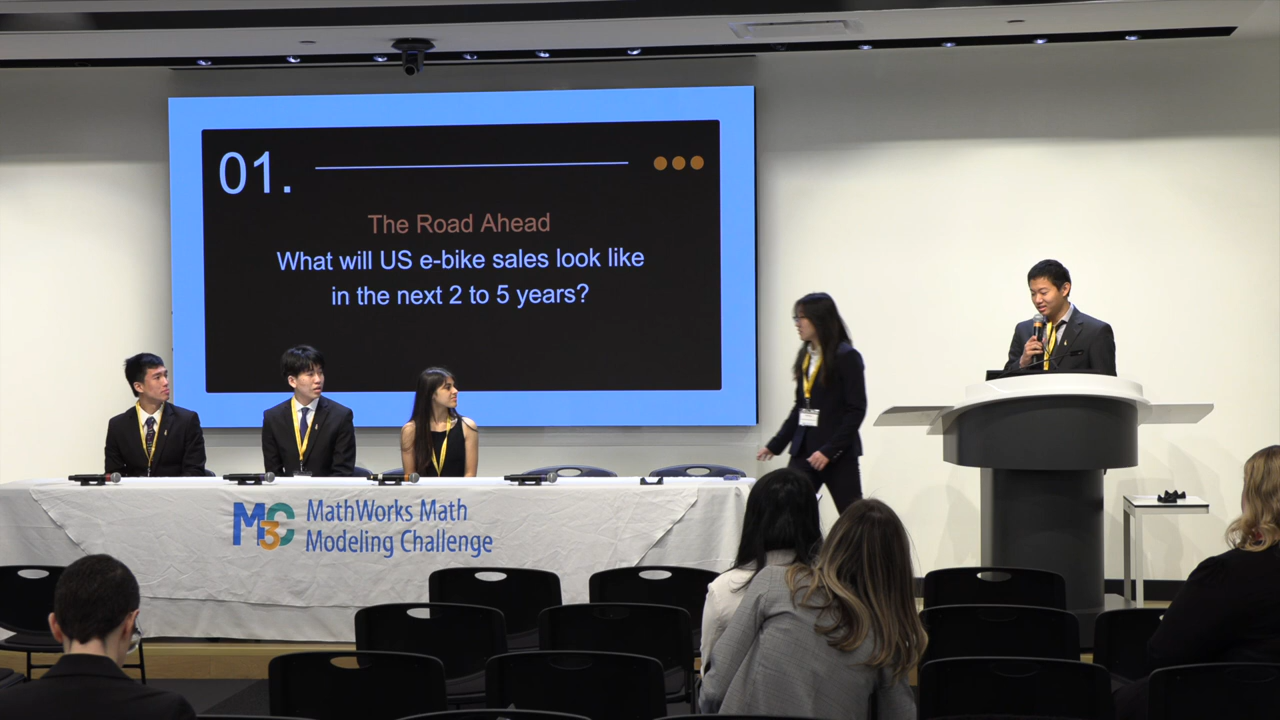 01.
The Road Ahead
What will US e-bike sales look like
in the next 2 to 5 years?
M3C
MathWorks Math
Modeling Challenge